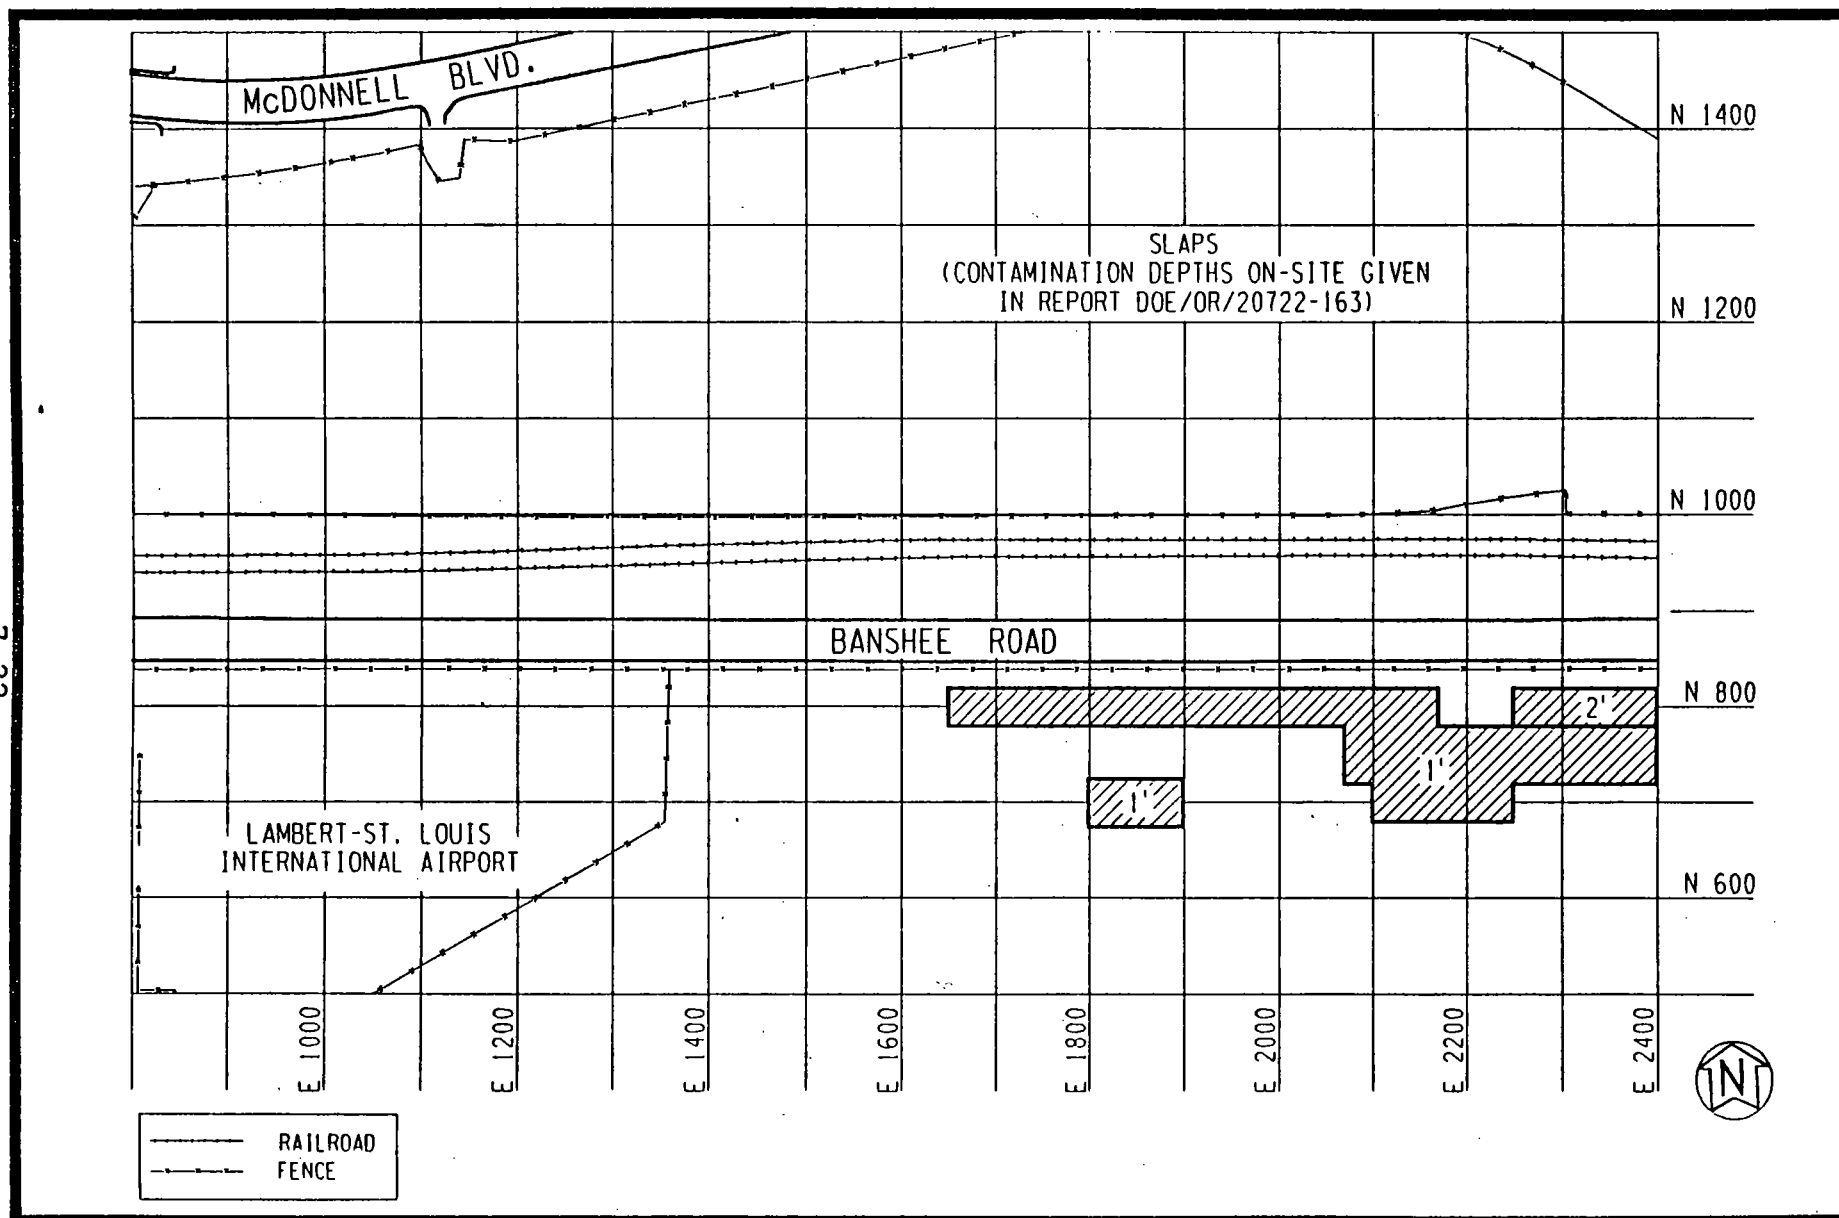 McDONNELL BLVD.
N 1400
SLAPS
(CONTAMINATION DEPTHS ON-SITE GIVEN
IN REPORT DOE/OR/20722-163)
N 1200
N 1000
BANSHEE ROAD
N 800
2'
1'
1'
LAMBERT-ST. LOUIS
INTERNATIONAL AIRPORT
N 600
E 1000
E 1200
E 1400
E 1600
E 1800
E 2000
E 2200
E 2400
N
RAILROAD
FENCE